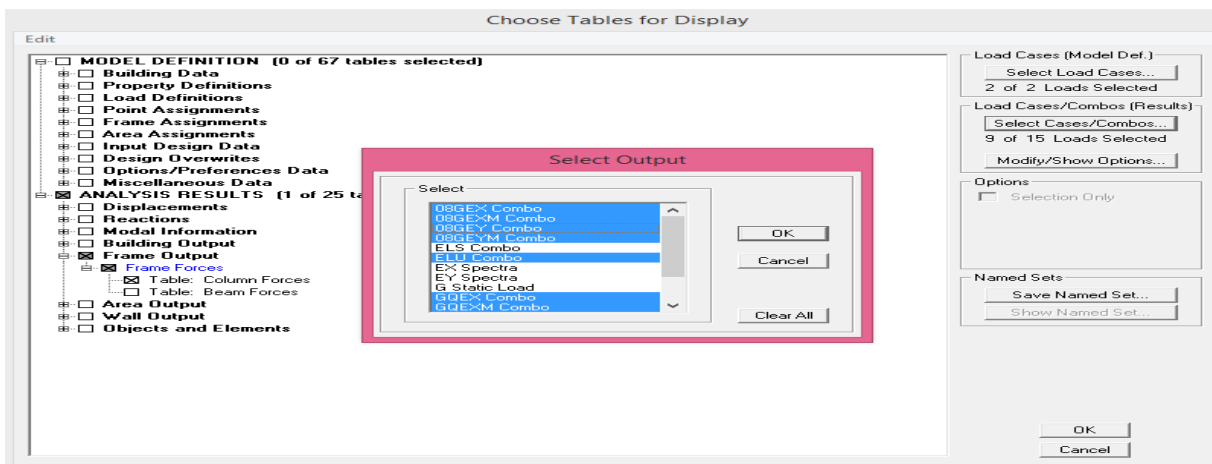 Choose Tables for Display
Edit
MODEL DEFINITION (0 of 67 tables selected)
Building Data
Property Definitions
Load Definitions
Point Assignments
Frame Assignments
Area Assignments
Input Design Data
Design Overwrites
Options/Preferences Data
Miscellaneous Data
ANALYSIS RESULTS (1 of 25 ta
Displacements
Reactions
Modal Information
Building Output
Frame Output
Frame Forces
Table: Column Forces
Table: Beam Forces
Area Output
Wall Output
Objects and Elements
Select Output
Select
08GEX Combo
08GEXM Combo
08GEY Combo
08GEYM Combo
ELS Combo
ELU Combo
EX Spectra
EY Spectra
G Static Load
GQEX Combo
GQEXM Combo
OK
Cancel
Clear All
Load Cases (Model Def.)
Select Load Cases...
2 of 2 Loads Selected
Load Cases/Combos (Results)
Select Cases/Combos...
9 of 15 Loads Selected
Modify/Show Options...
Options
Selection Only
Named Sets
Save Named Set...
Show Named Set...
OK
Cancel